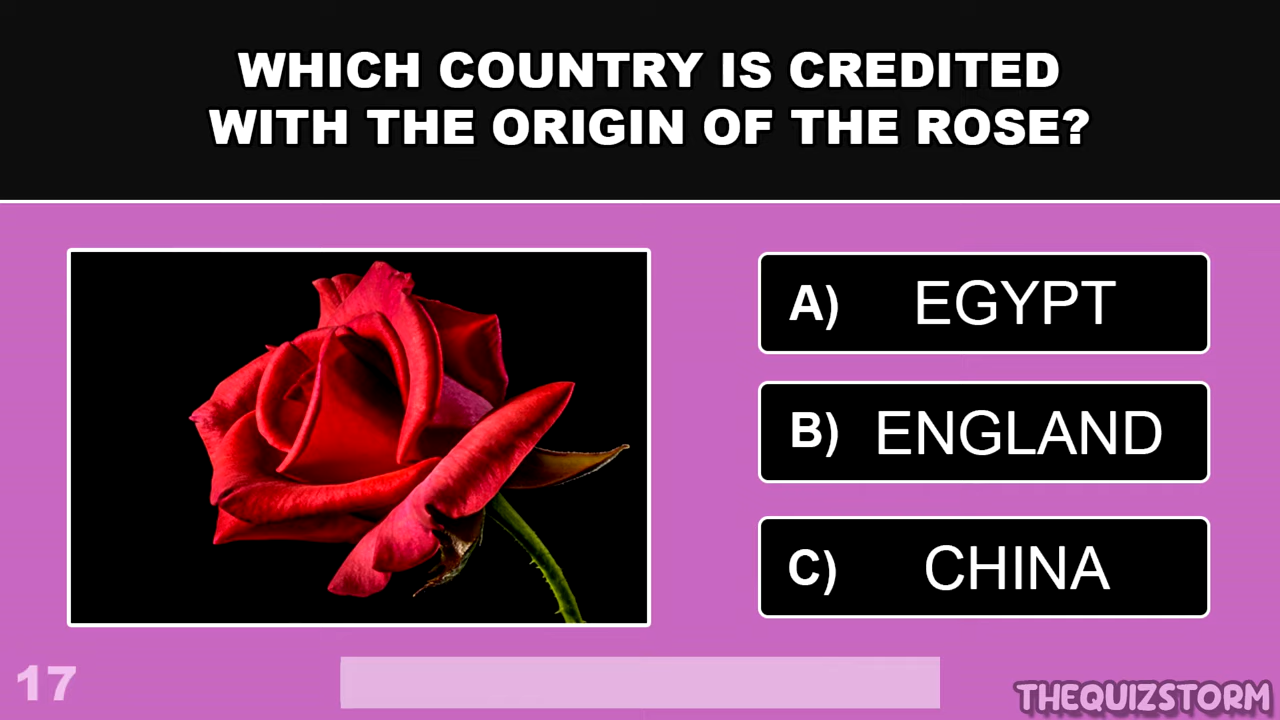 WHICH COUNTRY IS CREDITED
WITH THE ORIGIN OF THE ROSE?
A) EGYPT
B) ENGLAND
C) CHINA
17
THEQUIZSTORM